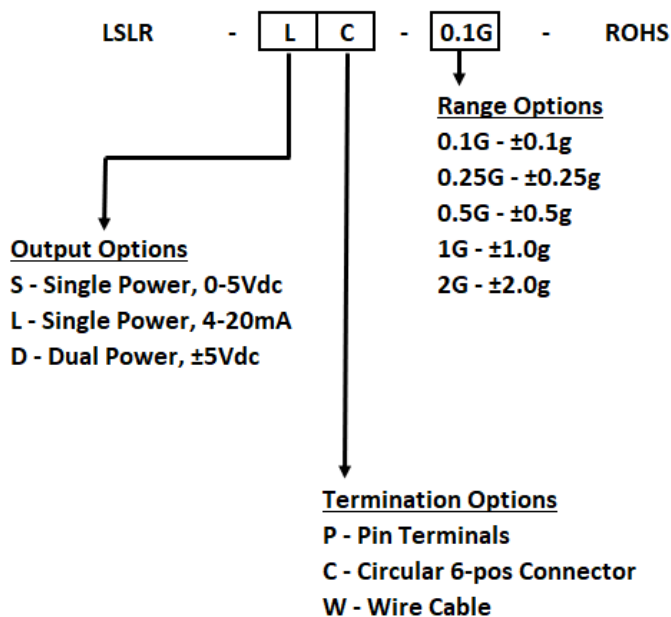 LSLR - L C - 0.1G - ROHS
Range Options
0.1G - ±0.1g
0.25G - ±0.25g
0.5G - ±0.5g
1G - ±1.0g
2G - ±2.0g
Output Options
S - Single Power, 0-5Vdc
L - Single Power, 4-20mA
D - Dual Power, ±5Vdc
Termination Options
P - Pin Terminals
C - Circular 6-pos Connector
W - Wire Cable